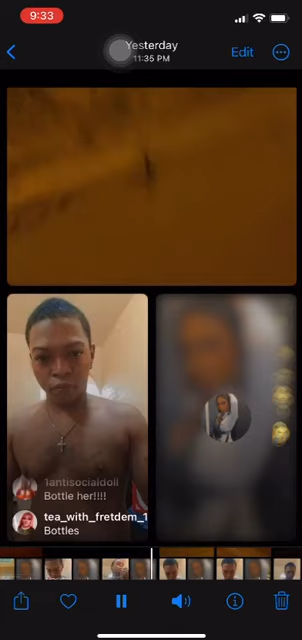 9:33
Yesterday
11:35 PM
Edit
1antisocialdoll
Bottle her!!!!
tea_with_fretdem_1
Bottles